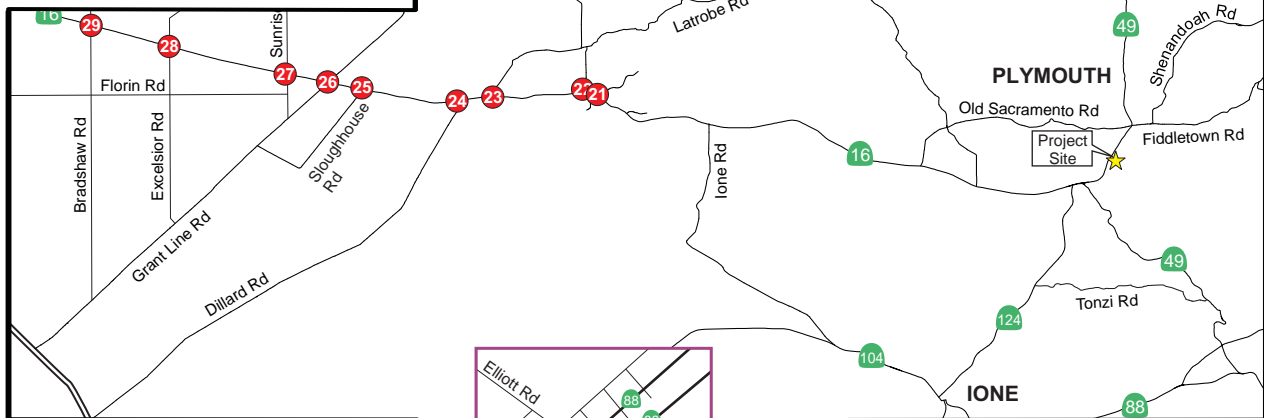 16
29
28
Sunris
27
26
25
24
23
22
21
Latrobe Rd
49
Shenandoah Rd
PLYMOUTH
Florin Rd
Old Sacramento Rd
Fiddletown Rd
Project
Site
Bradshaw Rd
Excelsior Rd
Sloughhouse
Rd
Ione Rd
16
Grant Line Rd
Dillard Rd
49
Tonzi Rd
124
104
IONE
Elliott Rd
88
88